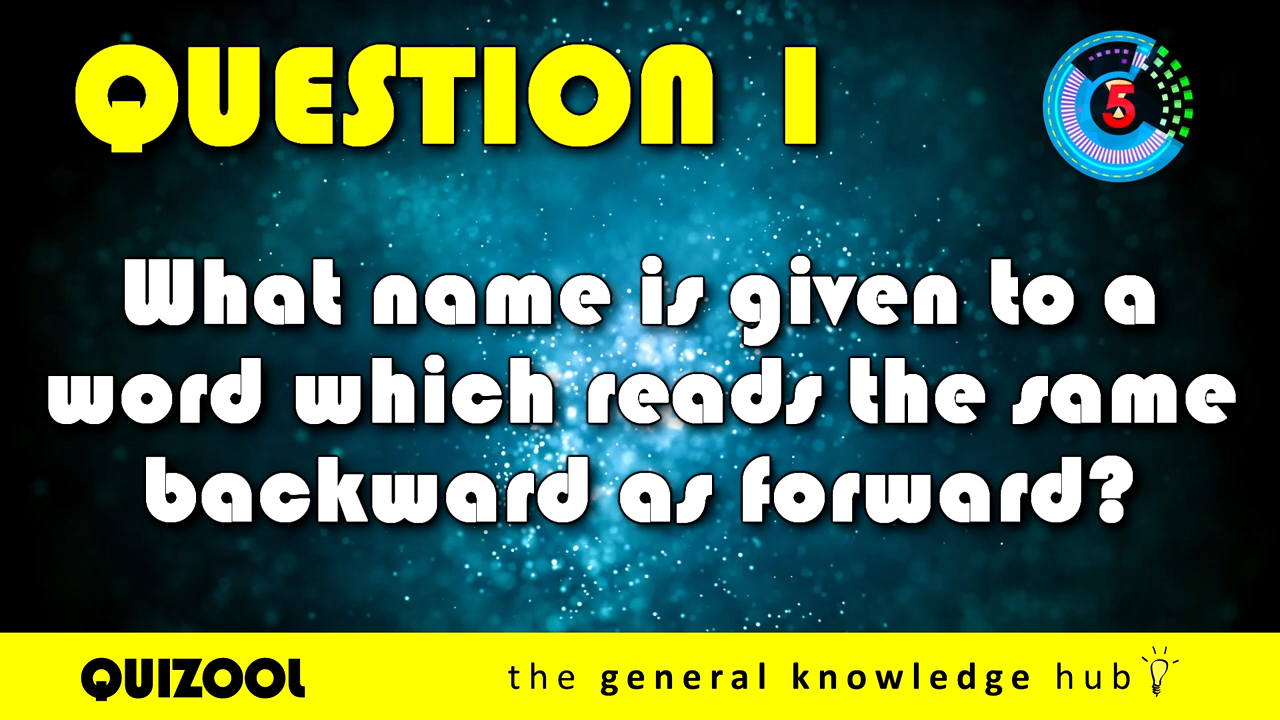 QUESTION 1
5
What name is given to a
word which reads the same
backward as forward?
QUIZOOL
the general knowledge hub